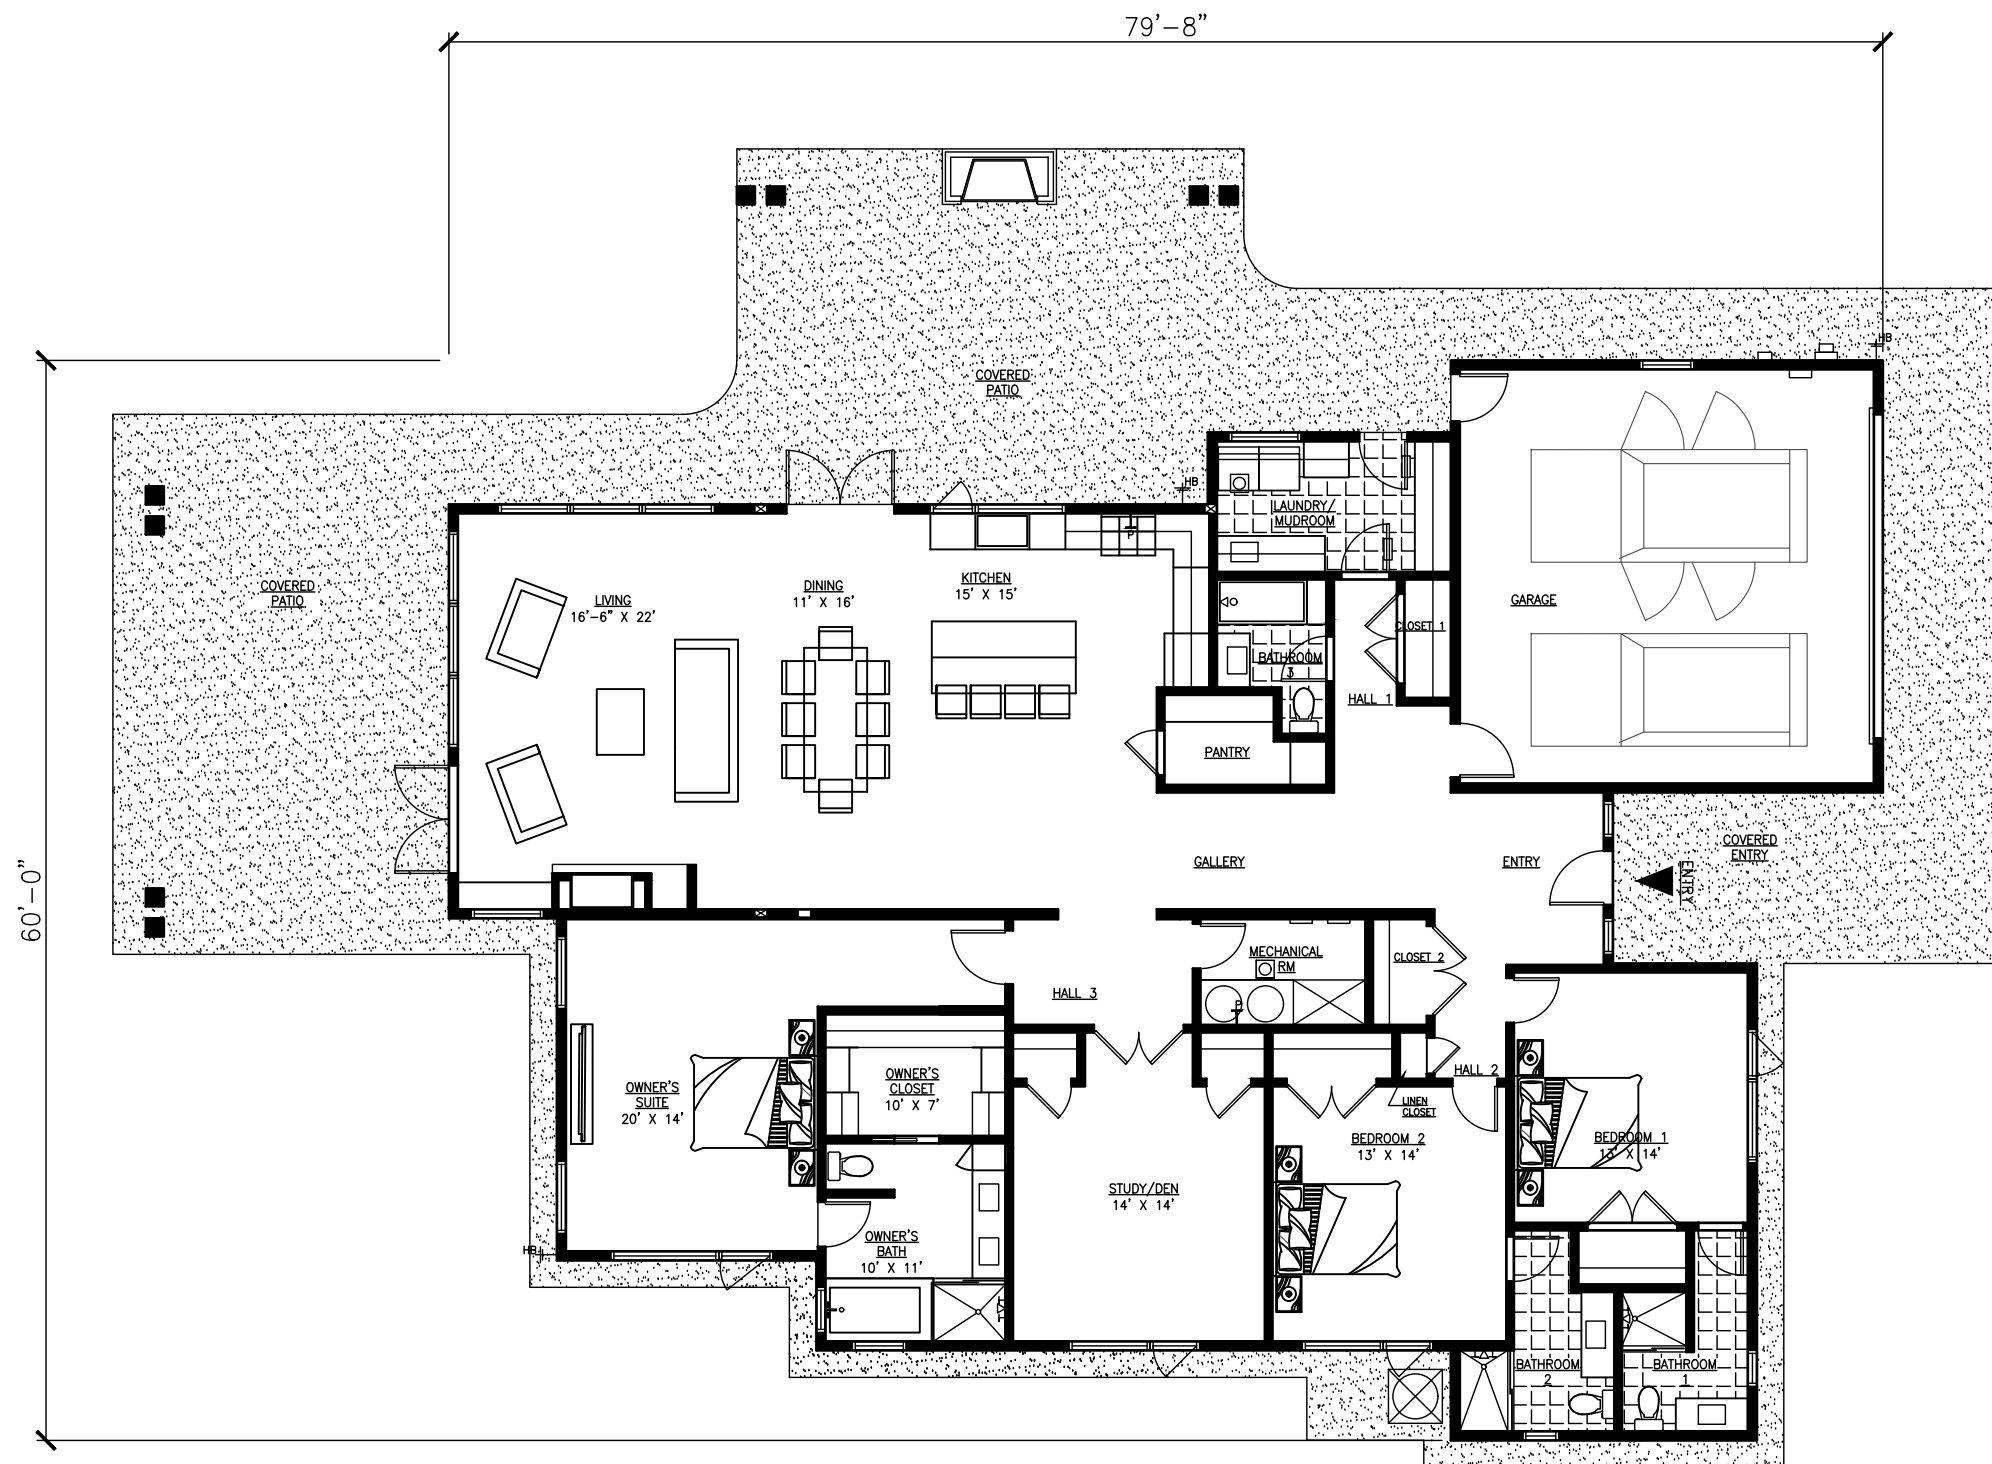 79'-8"
HB
COVERED
PATIO
HB
LAUNDRY/
MUDROOM
P
KITCHEN
15' X 15'
COVERED
PATIO
DINING
11' X 16'
LIVING
16'-6" X 22'
GARAGE
CLOSET 1
BATHROOM
3
HALL 1
PANTRY
COVERED
ENTRY
GALLERY
ENTRY
ENTRY
60'-0"
MECHANICAL
RM
CLOSET 2
HALL 3
P
HALL 2
OWNER'S
CLOSET
10' X 7'
OWNER'S
SUITE
20' X 14'
LINEN
CLOSET
BEDROOM 2
13' X 14'
BEDROOM 1
13' X 14'
STUDY/DEN
14' X 14'
OWNER'S
BATH
10' X 11'
HB
BATHROOM
2
BATHROOM
1